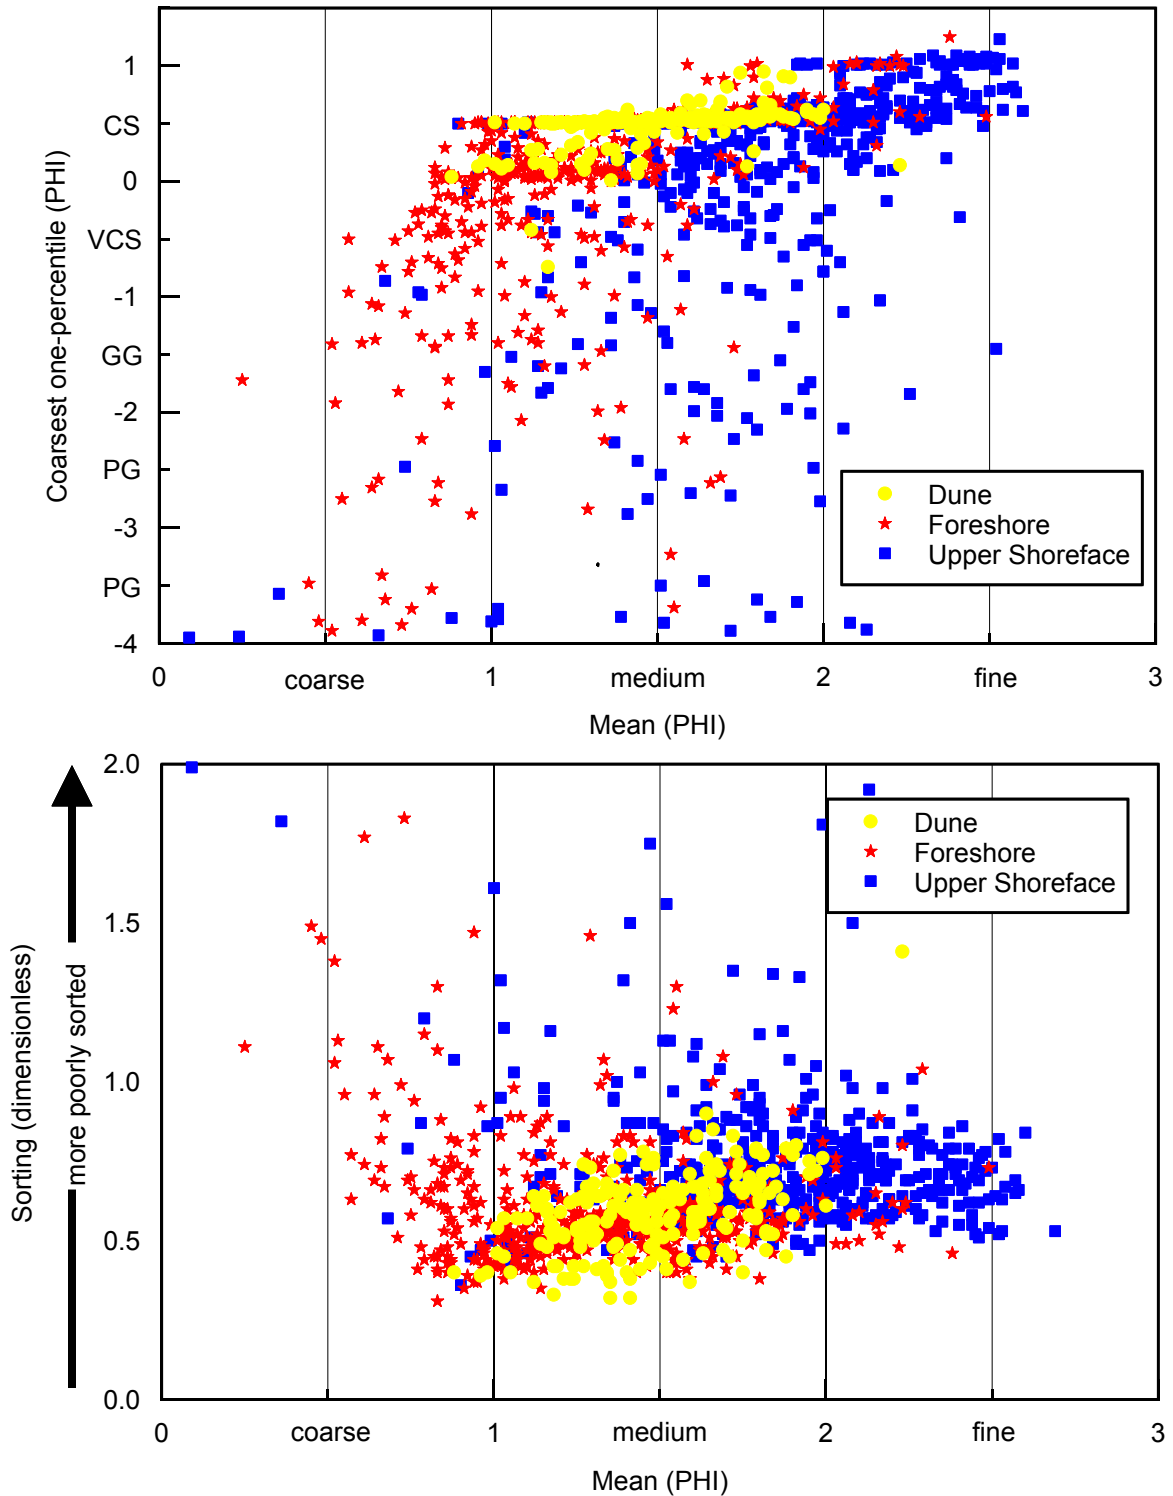 Coarsest one-percentile (PHI)
1
CS
0
VCS
-1
GG
-2
PG
-3
PG
-4
Dune
Foreshore
Upper Shoreface
0 coarse 1 medium 2 fine 3
Mean (PHI)
Sorting (dimensionless)
more poorly sorted
2.0
1.5
1.0
0.5
0.0
Dune
Foreshore
Upper Shoreface
0 coarse 1 medium 2 fine 3
Mean (PHI)